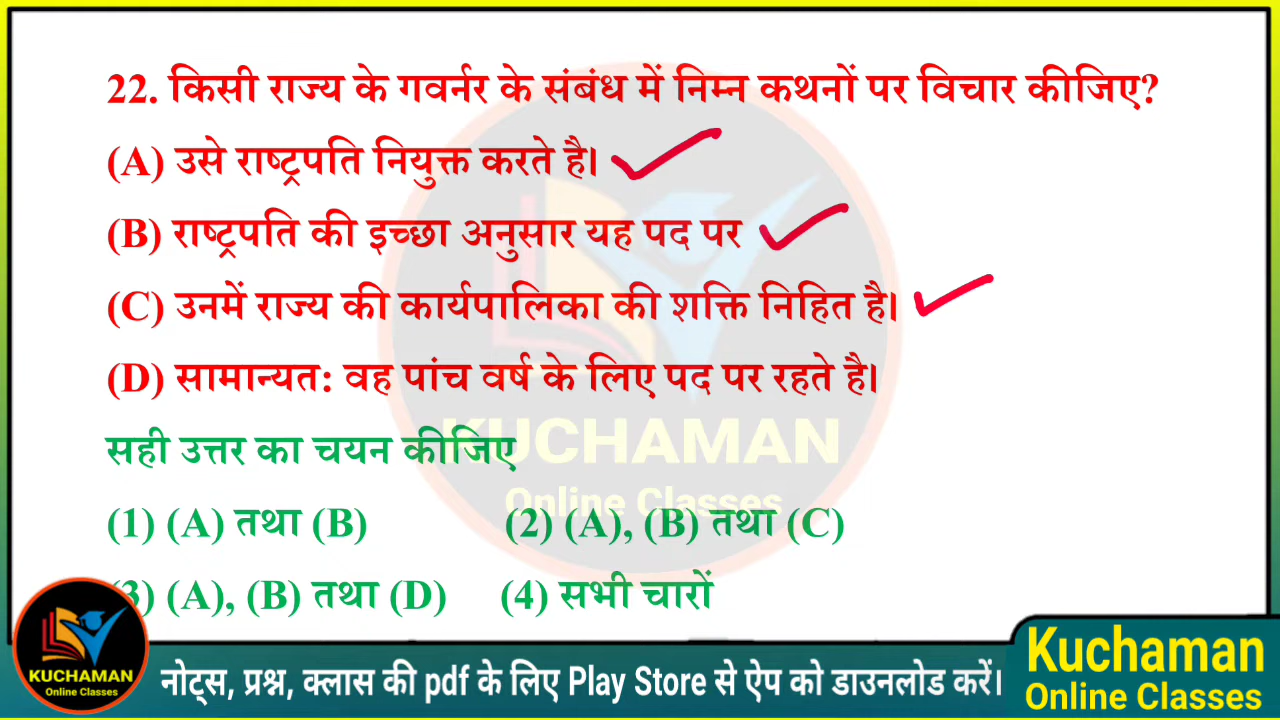 22. किसी राज्य के गवर्नर के संबंध में निम्न कथनों पर विचार कीजिए?
(A) उसे राष्ट्रपति नियुक्त करते है।
(B) राष्ट्रपति की इच्छा अनुसार यह पद पर
(C) उनमें राज्य की कार्यपालिका की शक्ति निहित है।
(D) सामान्यत: वह पांच वर्ष के लिए पद पर रहते है।
KUCHAMAN
सही उत्तर का चयन कीजिए
Online Classes
(1) (A) तथा (B) (2) (A), (B) तथा (C)
3) (A), (B) तथा (D) (4) सभी चारों
KUCHAMAN
Online Classes
नोट्स, प्रश्न, क्लास की pdf के लिए Play Store से ऐप को डाउनलोड करें।
Kuchaman
Online Classes